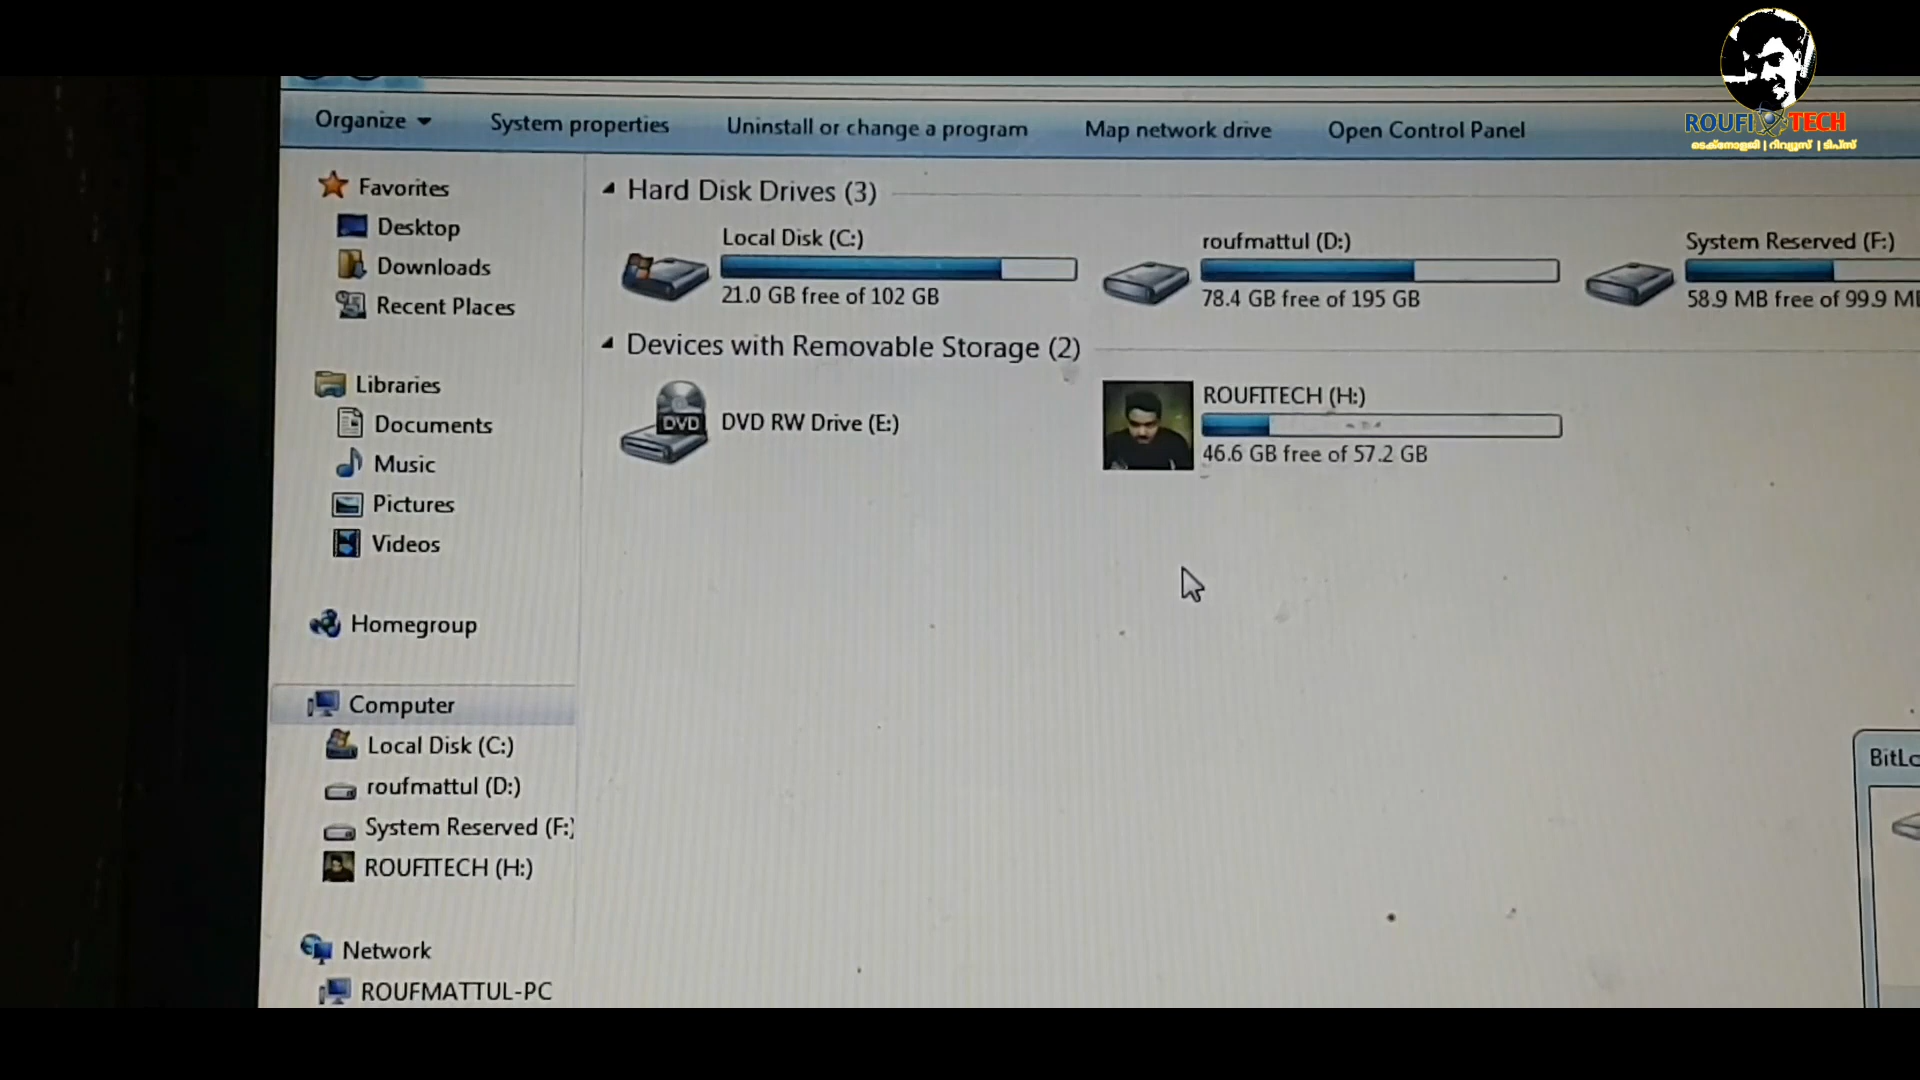 ROUFI TECH
ടെക്നോളജി | റിവ്യൂസ് | ടിപ്സ്
Organize
System properties
Uninstall or change a program
Map network drive
Open Control Panel
Favorites
Desktop
Downloads
Recent Places
Libraries
Documents
Music
Pictures
Videos
Homegroup
Computer
Local Disk (C:)
roufmattul (D:)
System Reserved (F:)
ROUFITECH (H:)
Network
ROUFMATTUL-PC
Hard Disk Drives (3)
Local Disk (C:)
21.0 GB free of 102 GB
roufmattul (D:)
78.4 GB free of 195 GB
System Reserved (F:)
58.9 MB free of 99.9 M
Devices with Removable Storage (2)
DVD
DVD RW Drive (E:)
ROUFITECH (H:)
46.6 GB free of 57.2 GB
BitLo